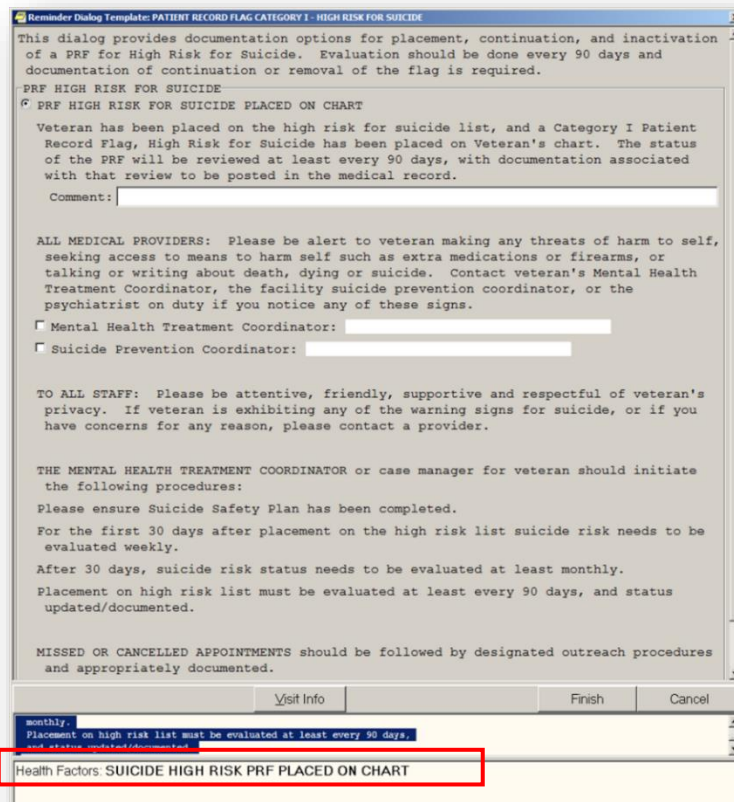 Reminder Dialog Template: PATIENT RECORD FLAG CATEGORY I - HIGH RISK FOR SUICIDE
This dialog provides documentation options for placement, continuation, and inactivation
of a PRF for High Risk for Suicide. Evaluation should be done every 90 days and
documentation of continuation or removal of the flag is required.
PRF HIGH RISK FOR SUICIDE
PRF HIGH RISK FOR SUICIDE PLACED ON CHART
Veteran has been placed on the high risk for suicide list, and a Category I Patient
Record Flag, High Risk for Suicide has been placed on Veteran's chart. The status
of the PRF will be reviewed at least every 90 days, with documentation associated
with that review to be posted in the medical record.
Comment:
ALL MEDICAL PROVIDERS: Please be alert to veteran making any threats of harm to self,
seeking access to means to harm self such as extra medications or firearms, or
talking or writing about death, dying or suicide. Contact veteran's Mental Health
Treatment Coordinator, the facility suicide prevention coordinator, or the
psychiatrist on duty if you notice any of these signs.
Mental Health Treatment Coordinator:
Suicide Prevention Coordinator:
TO ALL STAFF: Please be attentive, friendly, supportive and respectful of veteran's
privacy. If veteran is exhibiting any of the warning signs for suicide, or if you
have concerns for any reason, please contact a provider.
THE MENTAL HEALTH TREATMENT COORDINATOR or case manager for veteran should initiate
the following procedures:
Please ensure Suicide Safety Plan has been completed.
For the first 30 days after placement on the high risk list suicide risk needs to be
evaluated weekly.
After 30 days, suicide risk status needs to be evaluated at least monthly.
Placement on high risk list must be evaluated at least every 90 days, and status
updated/documented.
MISSED OR CANCELLED APPOINTMENTS should be followed by designated outreach procedures
and appropriately documented.
Visit Info Finish Cancel
monthly.
Placement on high risk list must be evaluated at least every 90 days,
and status updated/documented.
Health Factors: SUICIDE HIGH RISK PRF PLACED ON CHART